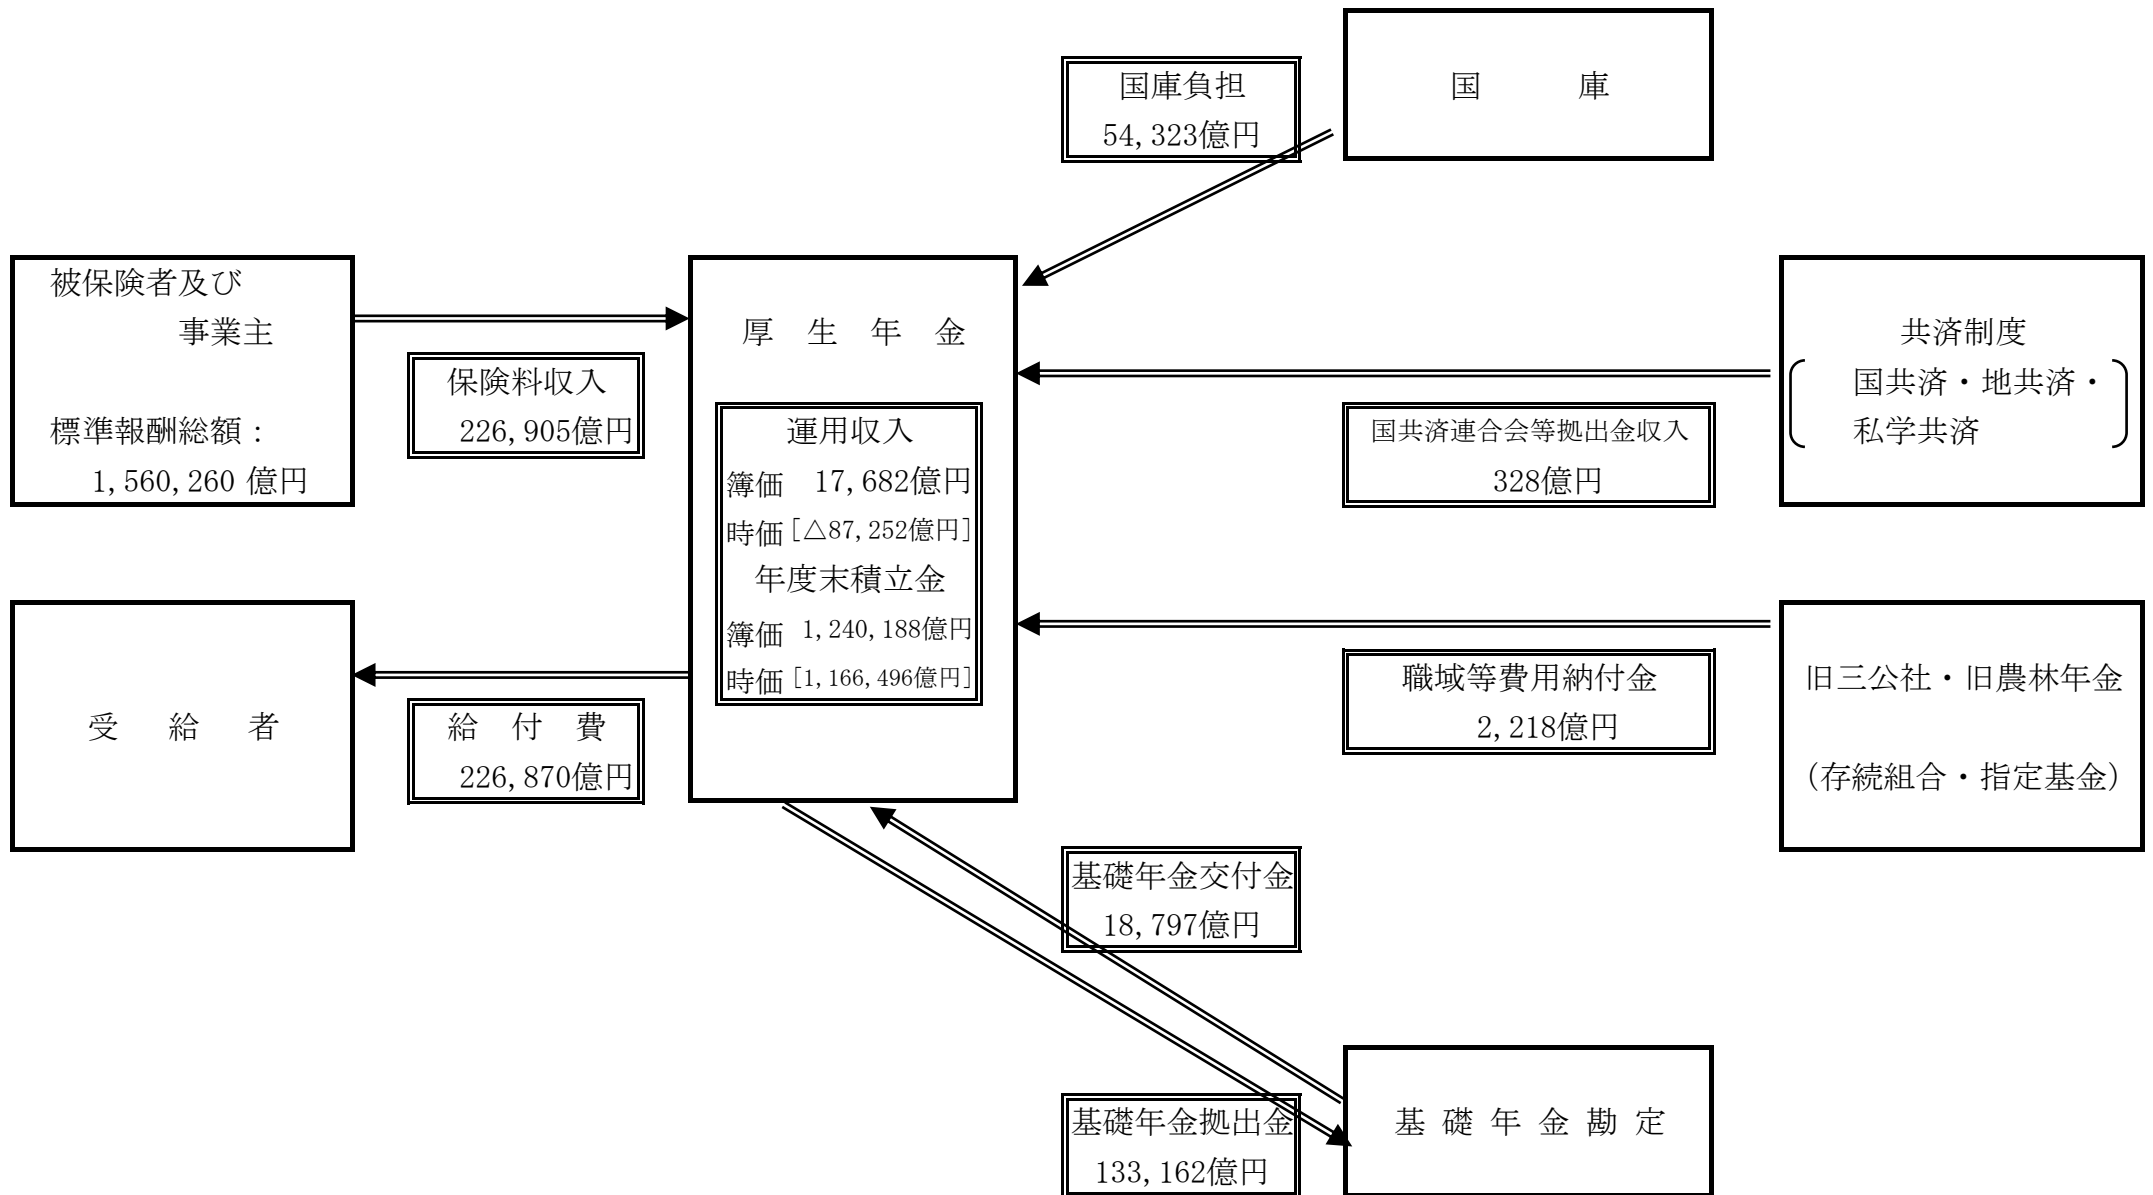 国庫負担
54,323億円
国 庫
被保険者及び
事業主
標準報酬総額：
1,560,260 億円
保険料収入
226,905億円
厚 生 年 金
運用収入
簿価 17,682億円
時価[△87,252億円]
年度末積立金
簿価 1,240,188億円
時価[1,166,496億円]
国共済連合会等拠出金収入
328億円
共済制度
国共済・地共済・
私学共済
受 給 者
給 付 費
226,870億円
職域等費用納付金
2,218億円
旧三公社・旧農林年金
(存続組合・指定基金)
基礎年金交付金
18,797億円
基礎年金拠出金
133,162億円
基 礎 年 金 勘 定